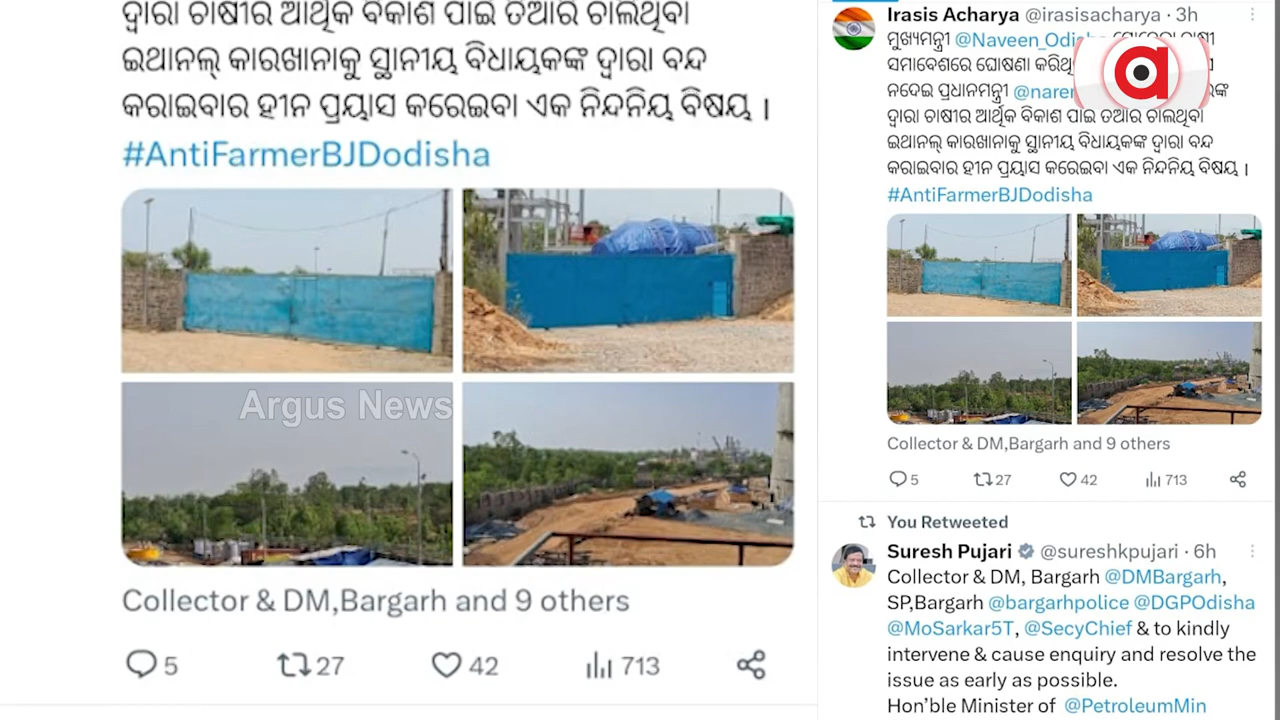 ଦ୍ୱାରା ଚାଷୀର ଆର୍ଥିକ ବିକାଶ ପାଇଁ ତିଆରି ଚାଲିଥିବା
ଇଥାନଲ୍ କାରଖାନାକୁ ସ୍ଥାନୀୟ ବିଧାୟକଙ୍କ ଦ୍ୱାରା ବନ୍ଦ
କରାଇବାର ହୀନ ପ୍ରୟାସ କରେଇବା ଏକ ନିନ୍ଦନିୟ ବିଷୟ ।
#AntiFarmerBJDodisha
Argus News
Collector & DM,Bargarh and 9 others
5 27 42 713
Irasis Acharya @irasisacharya · 3h
ମୁଖ୍ୟମନ୍ତ୍ରୀ @Naveen_Odisha
ସମାବେଶରେ ଘୋଷଣା
ନଦେଇ ପ୍ରଧାନମନ୍ତ୍ରୀ
ଦ୍ୱାରା ଚାଷୀର ଆର୍ଥିକ ବିକାଶ ପାଇଁ ତିଆରି ଚାଲିଥିବା
ଇଥାନଲ୍ କାରଖାନାକୁ ସ୍ଥାନୀୟ ବିଧାୟକଙ୍କ ଦ୍ୱାରା ବନ୍ଦ
କରାଇବାର ହୀନ ପ୍ରୟାସ କରେଇବା ଏକ ନିନ୍ଦନିୟ ବିଷୟ ।
#AntiFarmerBJDodisha
Collector & DM,Bargarh and 9 others
5 27 42 713
You Retweeted
Suresh Pujari @sureshkpujari · 6h
Collector & DM, Bargarh @DMBargarh,
SP,Bargarh @bargarhpolice @DGPOdisha
@MoSarkar5T, @SecyChief & to kindly
intervene & cause enquiry and resolve the
issue as early as possible.
Hon'ble Minister of @PetroleumMin